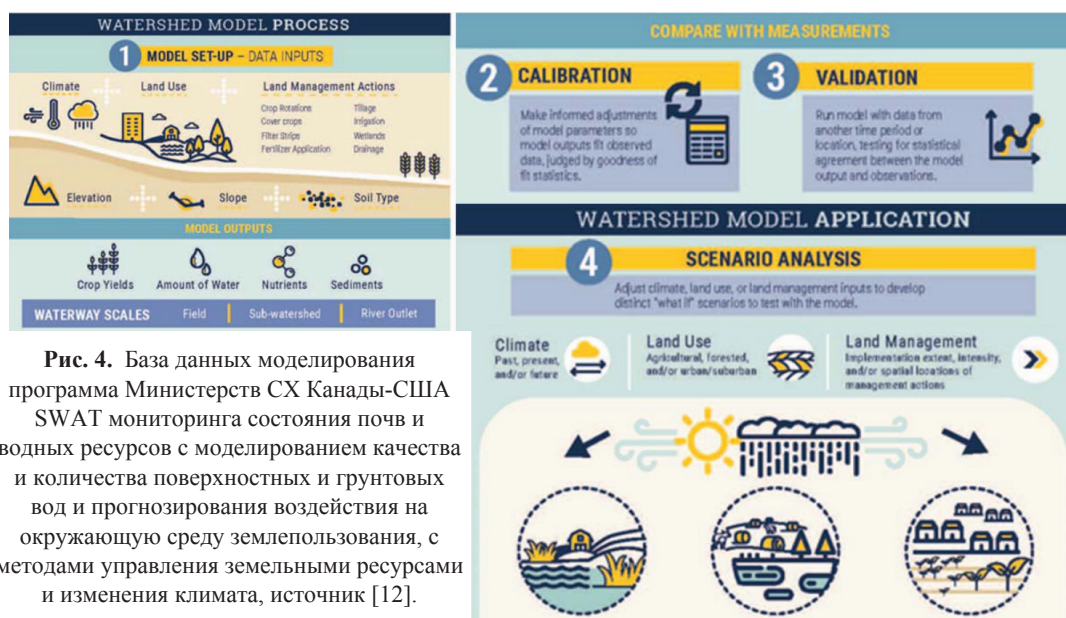 WATERSHED MODEL PROCESS
1 MODEL SET-UP – DATA INPUTS
Climate
Land Use
Land Management Actions
Crop Rotations
Cover crops
Filter Strips
Fertilizer Application
Tillage
Irrigation
Wetlands
Drainage
Elevation
Slope
Soil Type
MODEL OUTPUTS
Crop Yields
Amount of Water
Nutrients
Sediments
WATERWAY SCALES
Field
Sub-watershed
River Outlet
Рис. 4. База данных моделирования
программа Министерств СХ Канады-США
SWAT мониторинга состояния почв и
водных ресурсов с моделированием качества
и количества поверхностных и грунтовых
вод и прогнозирования воздействия на
окружающую среду землепользования, с
методами управления земельными ресурсами
и изменения климата, источник [12].
COMPARE WITH MEASUREMENTS
2 CALIBRATION
Make informed adjustments
of model parameters so
model outputs fit observed
data, judged by goodness of
fit statistics.
3 VALIDATION
Run model with data from
another time period or
location, testing for statistical
agreement between the model
output and observations.
WATERSHED MODEL APPLICATION
4 SCENARIO ANALYSIS
Adjust climate, land use, or land management inputs to develop
distinct "what if" scenarios to test with the model.
Climate
Past, present,
and/or future
Land Use
Agricultural, forested,
and/or urban/suburban
Land Management
Implementation extent, intensity,
and/or spatial locations of
management actions